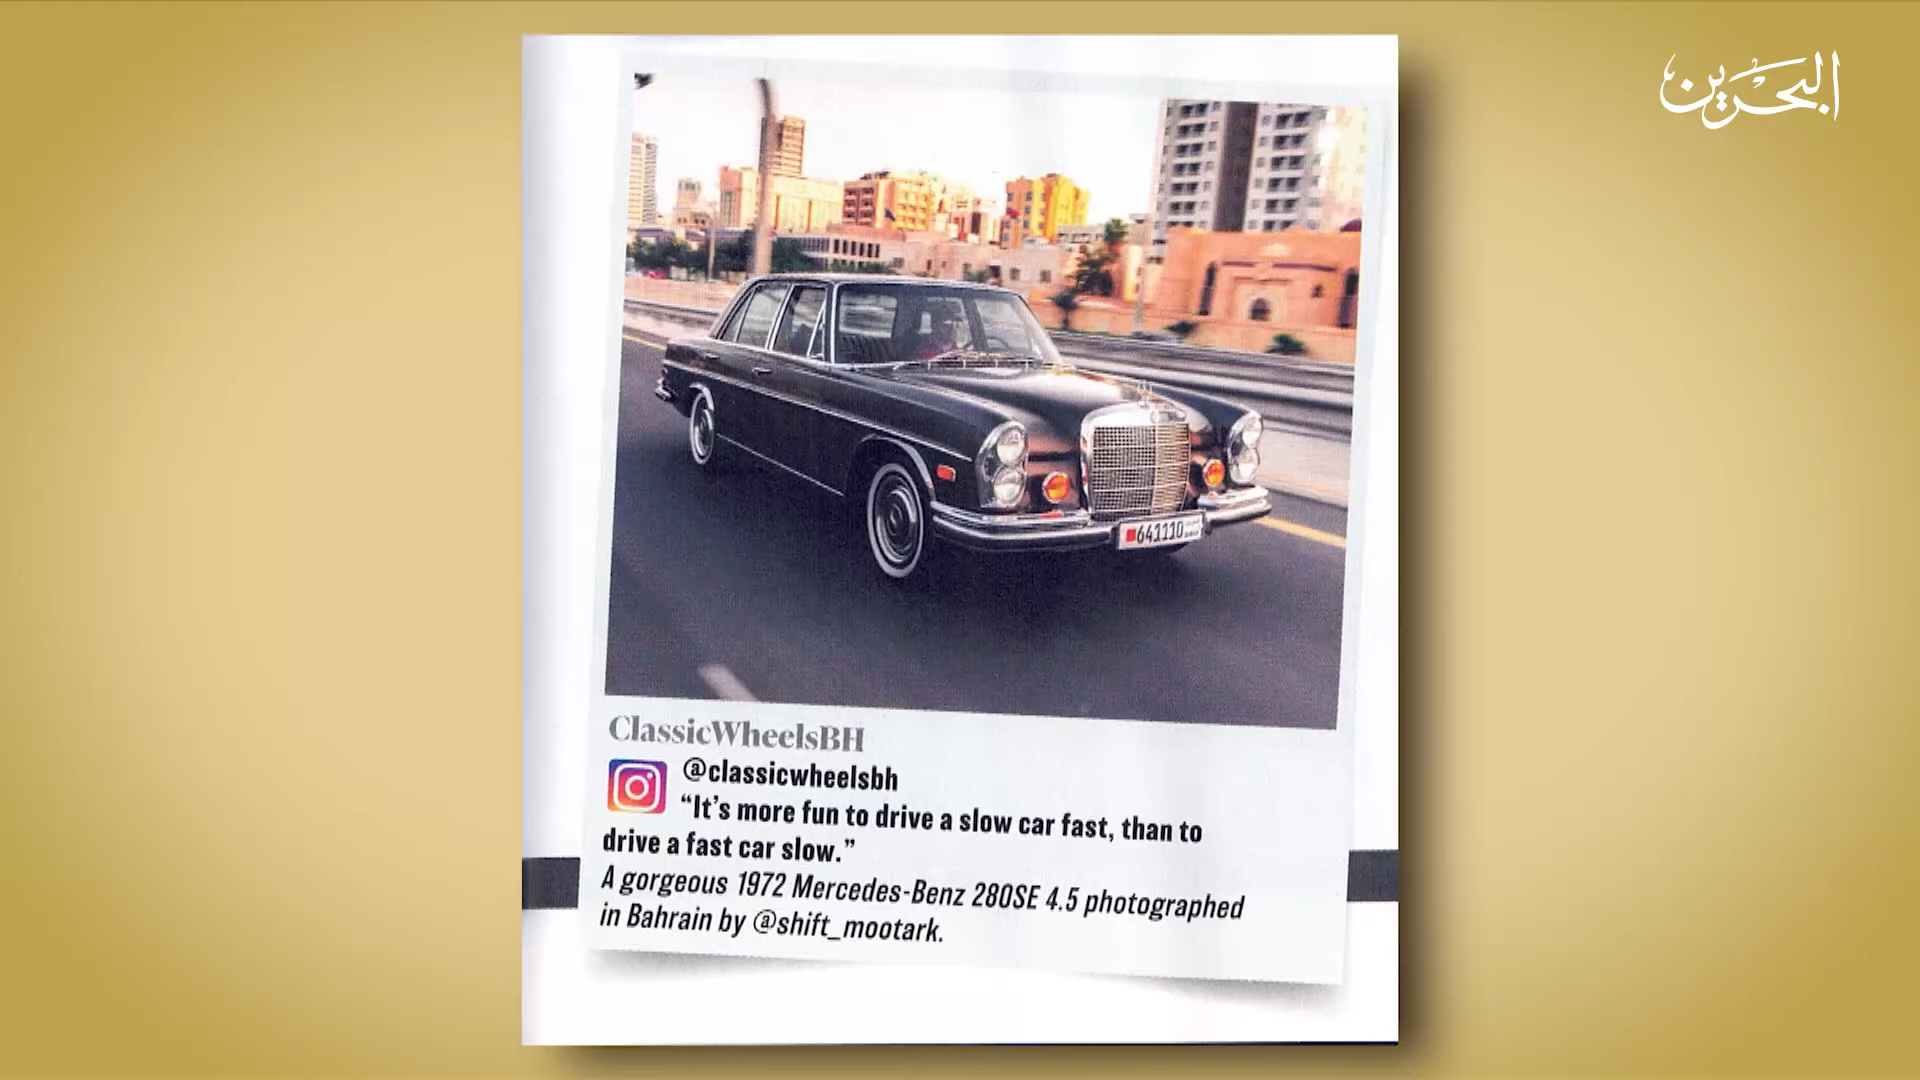 البحرين
641110
ClassicWheelsBH
@classicwheelsbh
“It’s more fun to drive a slow car fast, than to
drive a fast car slow.”
A gorgeous 1972 Mercedes-Benz 280SE 4.5 photographed
in Bahrain by @shift_mootark.